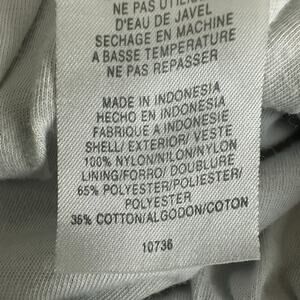 NE PAS UTILISER
D'EAU DE JAVEL
SECHAGE EN MACHINE
A BASSE TEMPERATURE
NE PAS REPASSER
MADE IN INDONESIA
HECHO EN INDONESIA
FABRIQUE A INDONESIE
SHELL/ EXTERIOR/ VESTE
100% NYLON/NILON/NYLON
LINING/FORRO/ DOUBLURE
65% POLYESTER/POLIESTER/
POLYESTER
35% COTTON/ALGODON/COTON
10736